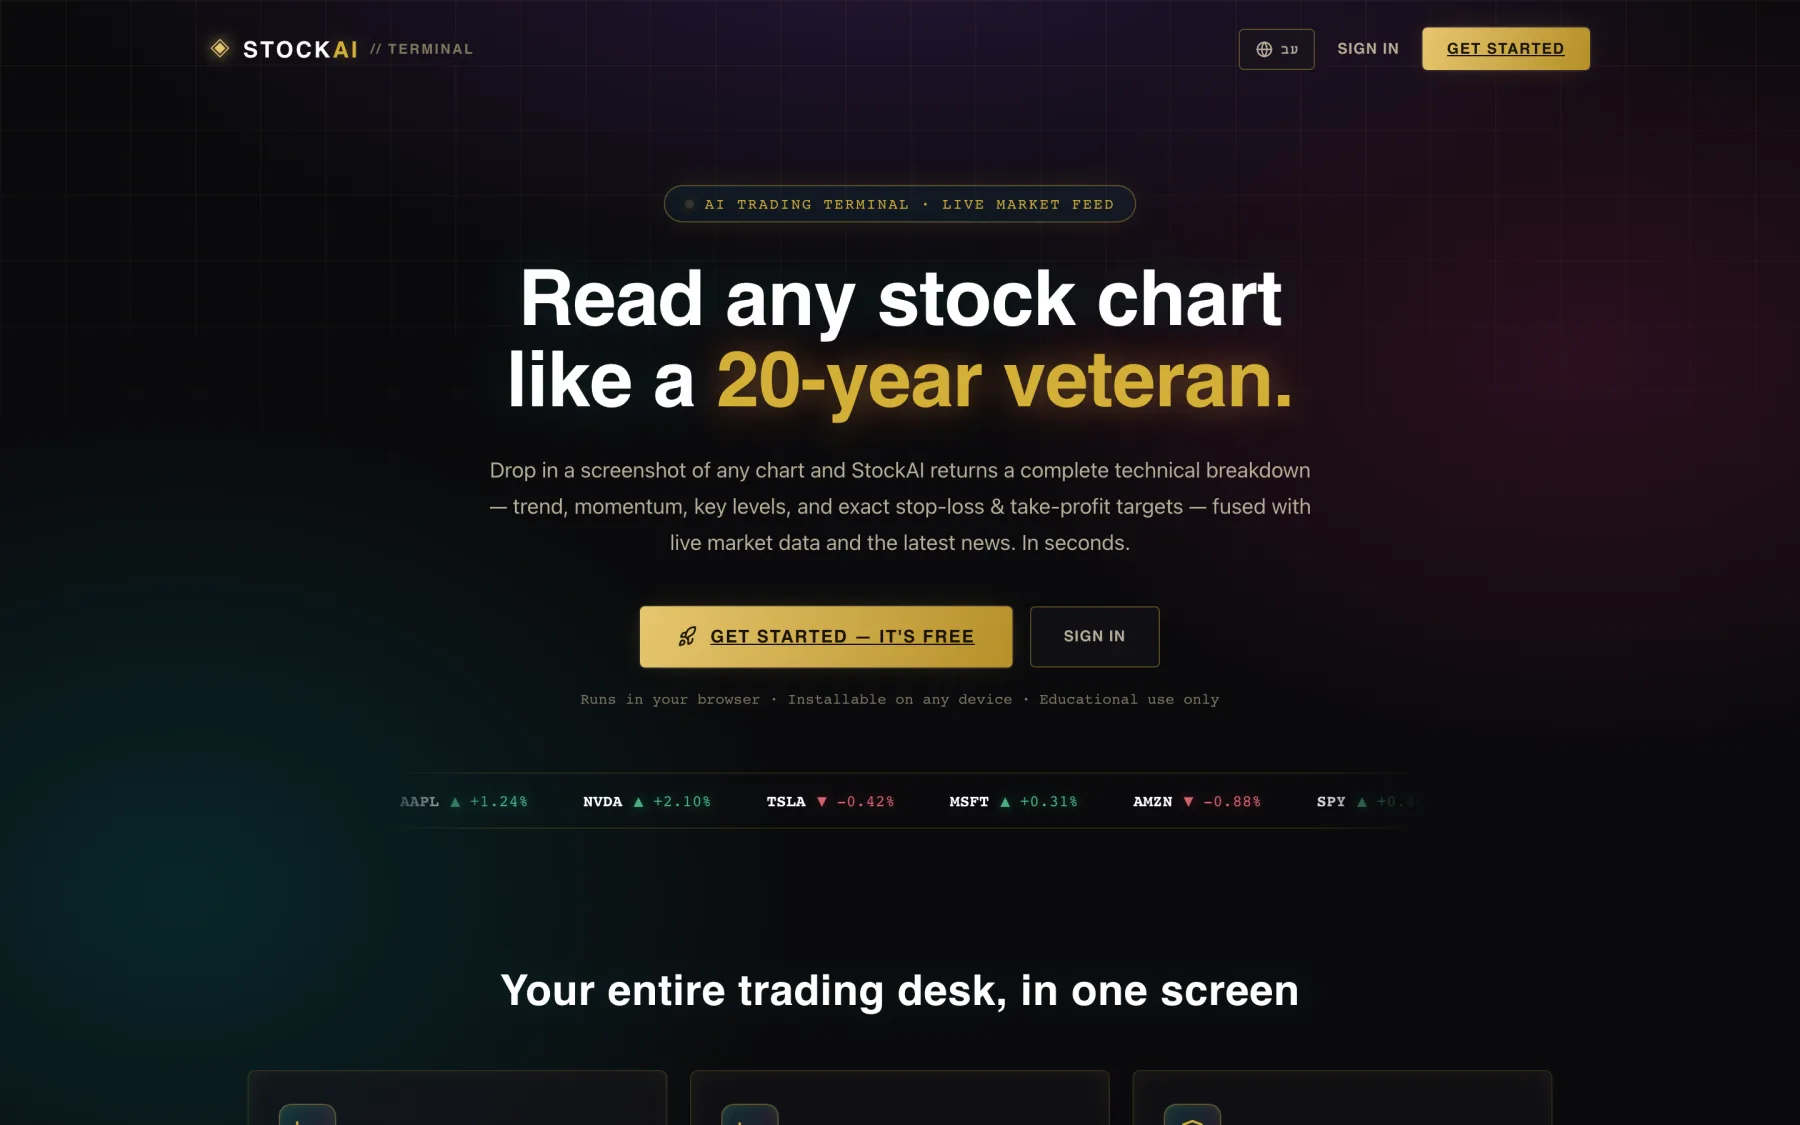 STOCKAI // TERMINAL
עב
SIGN IN
GET STARTED
AI TRADING TERMINAL · LIVE MARKET FEED
Read any stock chart
like a 20-year veteran.
Drop in a screenshot of any chart and StockAI returns a complete technical breakdown
— trend, momentum, key levels, and exact stop-loss & take-profit targets — fused with
live market data and the latest news. In seconds.
GET STARTED — IT'S FREE
SIGN IN
Runs in your browser · Installable on any device · Educational use only
AAPL ▲ +1.24% NVDA ▲ +2.10% TSLA ▼ -0.42% MSFT ▲ +0.31% AMZN ▼ -0.88% SPY ▲
Your entire trading desk, in one screen